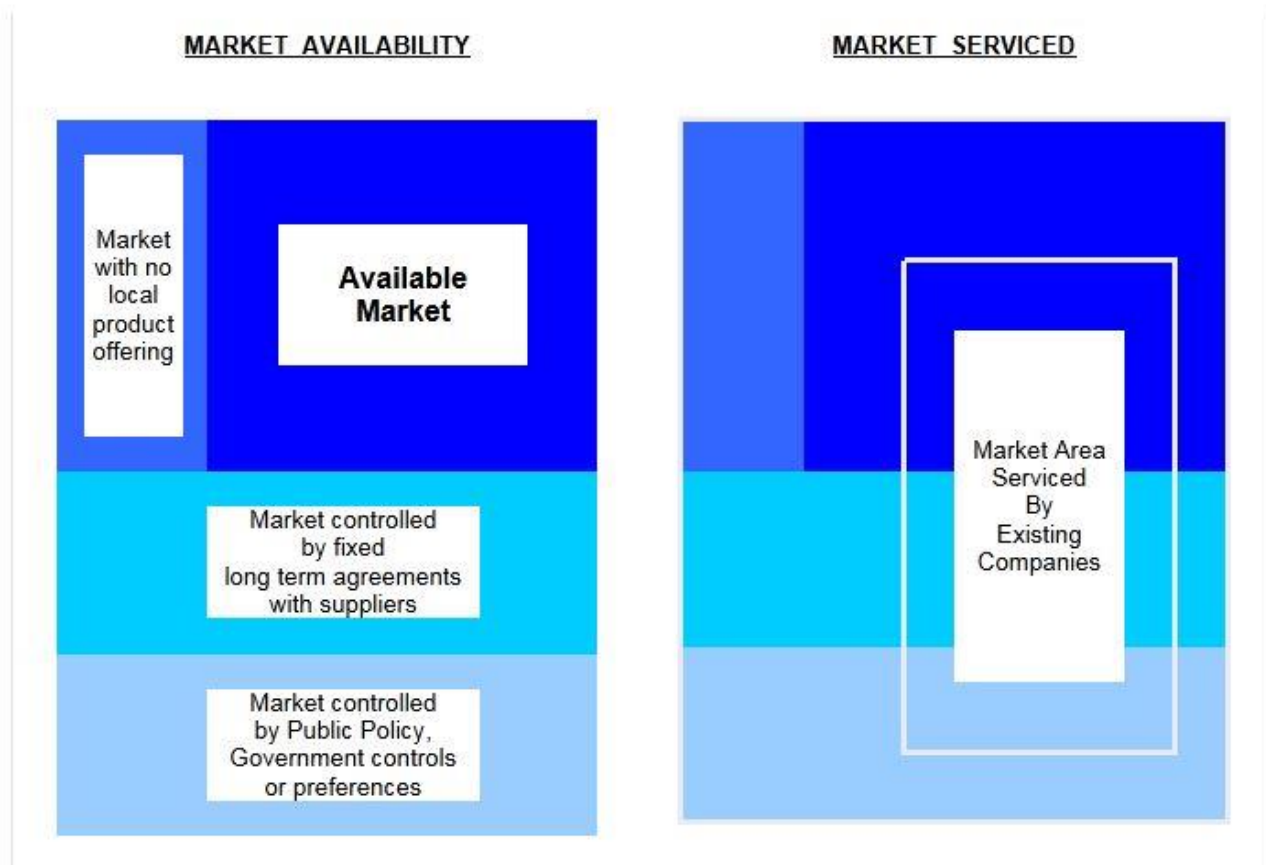 MARKET AVAILABILITY
Market
with no
local
product
offering
Available
Market
Market controlled
by fixed
long term agreements
with suppliers
Market controlled
by Public Policy,
Government controls
or preferences
MARKET SERVICED
Market Area
Serviced
By
Existing
Companies